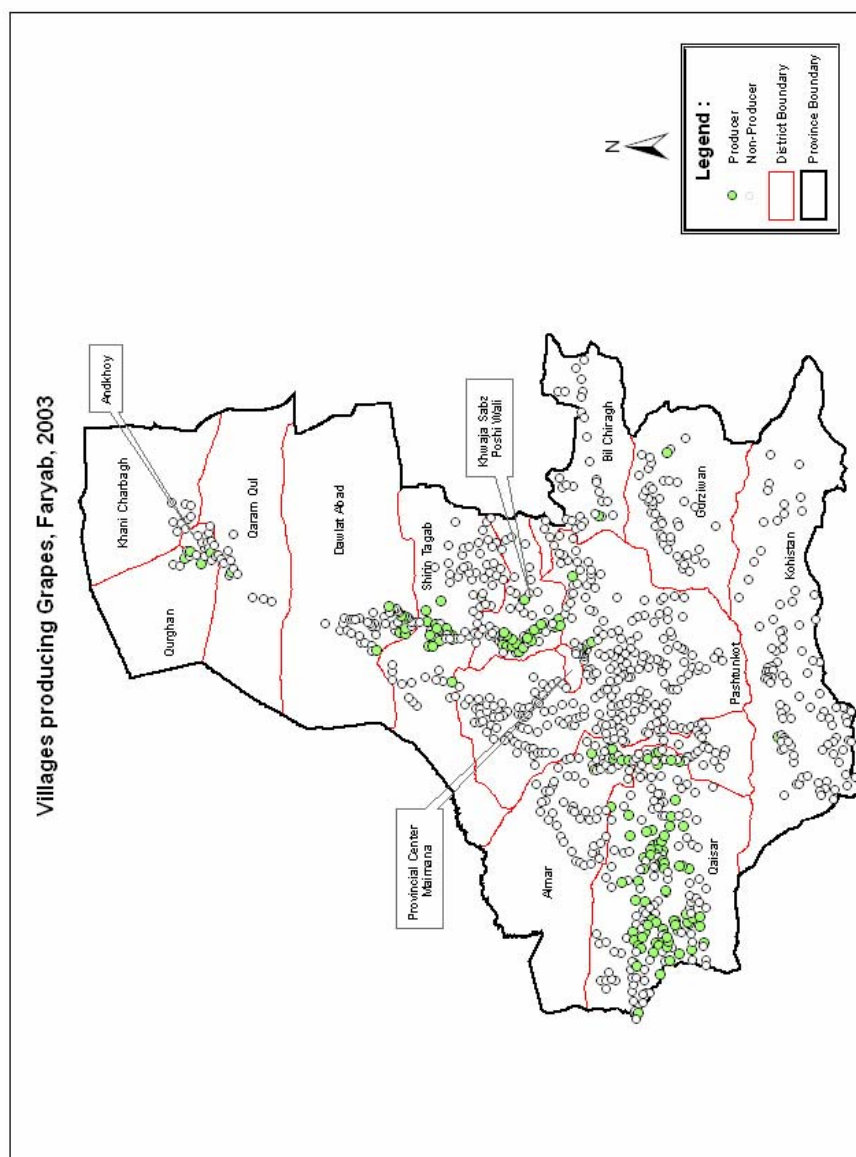 Villages producing Grapes, Faryab, 2003
Andkhoy
Khani Charbagh
Qurghan
Qaram Qul
Dawlat Abad
Shirin Tagab
Khwaja Sabz
Poshi Wali
Provincial Center
Maimana
Almar
Bil Chiragh
Gurziwan
Pashtunkot
Qaisar
Kohistan
N
Legend :
Producer
Non-Producer
District Boundary
Province Boundary